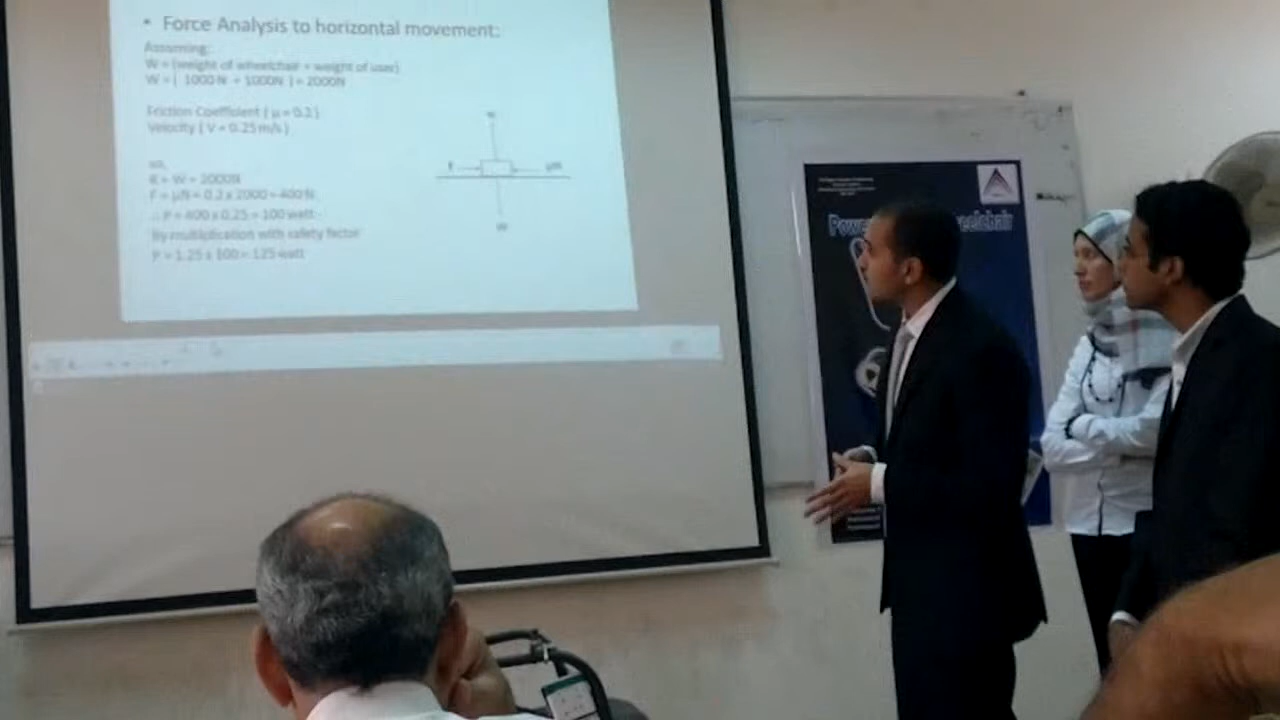 • Force Analysis to horizontal movement:
Assuming:
W = (weight of wheelchair + weight of user)
W = ( 1000 N + 1000N ) = 2000N
Friction Coefficient ( μ = 0.2 )
Velocity ( V = 0.25 m/s )
so,
R = W = 2000N
F = μN = 0.2 x 2000 = 400 N
∴ P = 400 x 0.25 = 100 watt
By multiplication with safety factor
P = 1.25 x 100 = 125 watt
F
μN
W